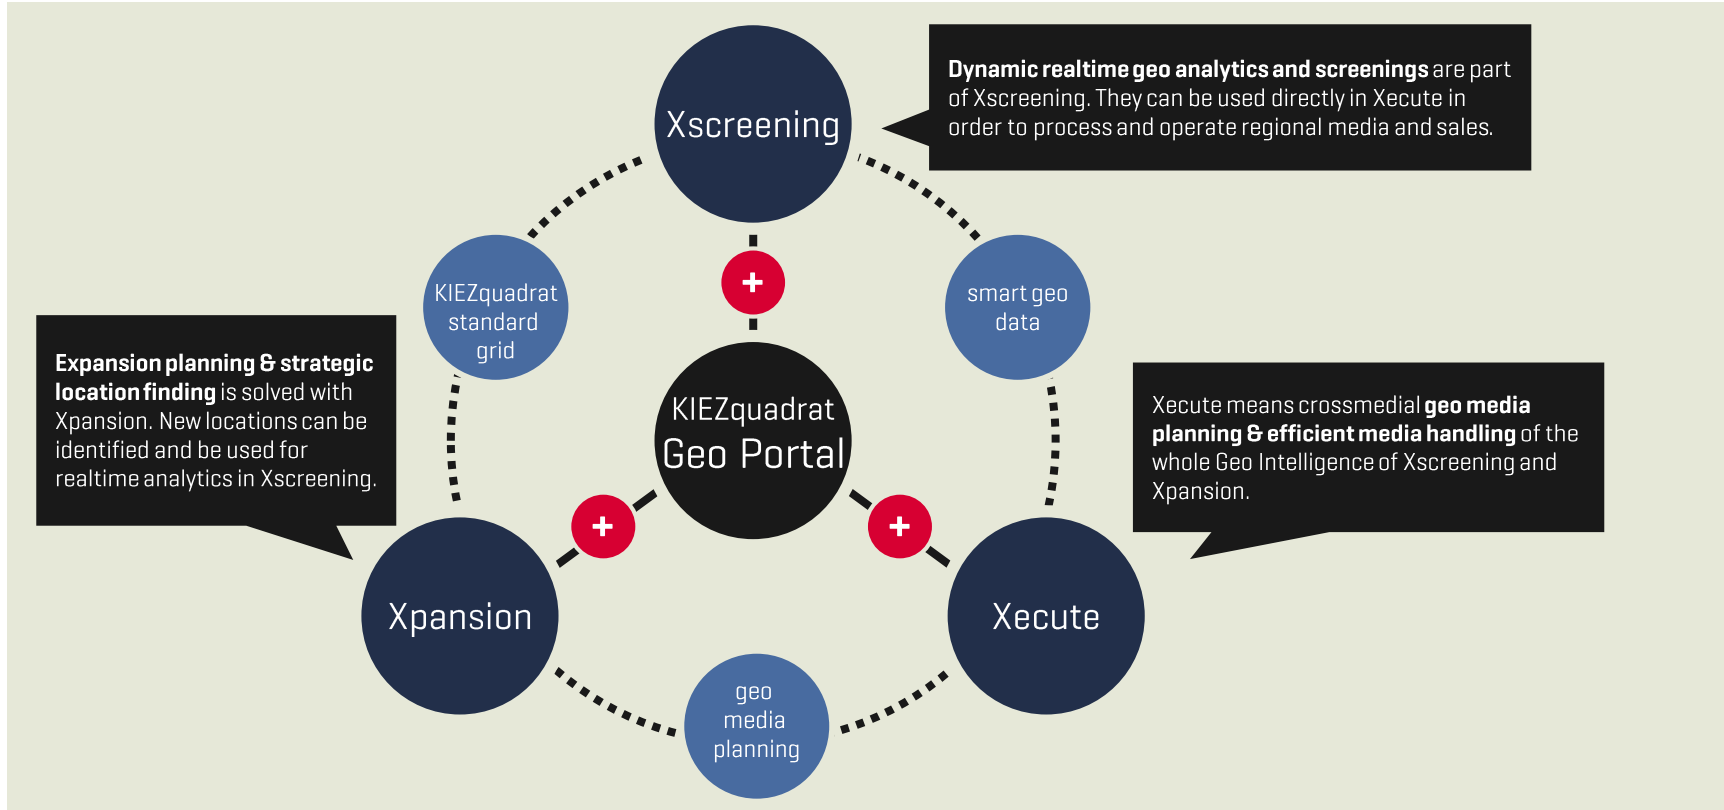 Xscreening
Dynamic realtime geo analytics and screenings are part
of Xscreening. They can be used directly in Xecute in
order to process and operate regional media and sales.
+
KIEZquadrat
standard
grid
smart geo
data
Expansion planning & strategic
location finding is solved with
Xpansion. New locations can be
identified and be used for
realtime analytics in Xscreening.
KIEZquadrat
Geo Portal
Xecute means crossmedial geo media
planning & efficient media handling of the
whole Geo Intelligence of Xscreening and
Xpansion.
+
+
Xpansion
Xecute
geo
media
planning